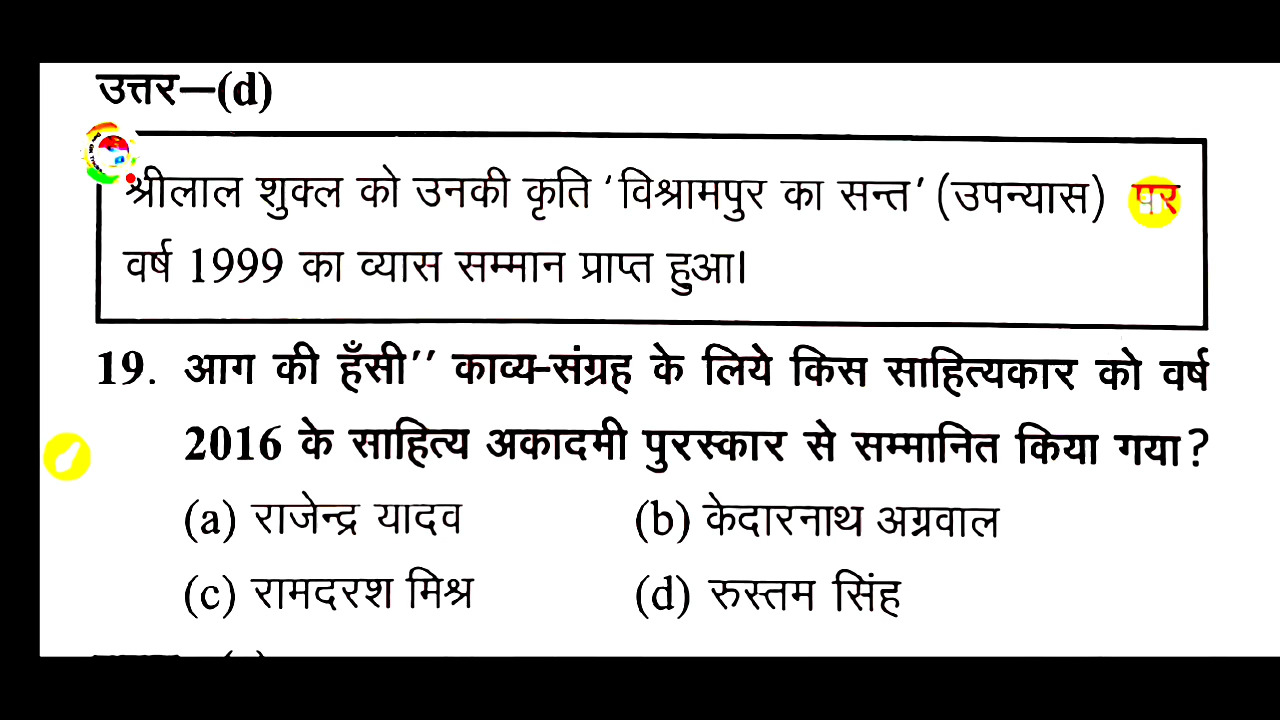 उत्तर–(d)
श्रीलाल शुक्ल को उनकी कृति ‘विश्रामपुर का सन्त’ (उपन्यास) पर
वर्ष 1999 का व्यास सम्मान प्राप्त हुआ।
19. आग की हँसी’’ काव्य-संग्रह के लिये किस साहित्यकार को वर्ष
2016 के साहित्य अकादमी पुरस्कार से सम्मानित किया गया?
(a) राजेन्द्र यादव (b) केदारनाथ अग्रवाल
(c) रामदरश मिश्र (d) रुस्तम सिंह